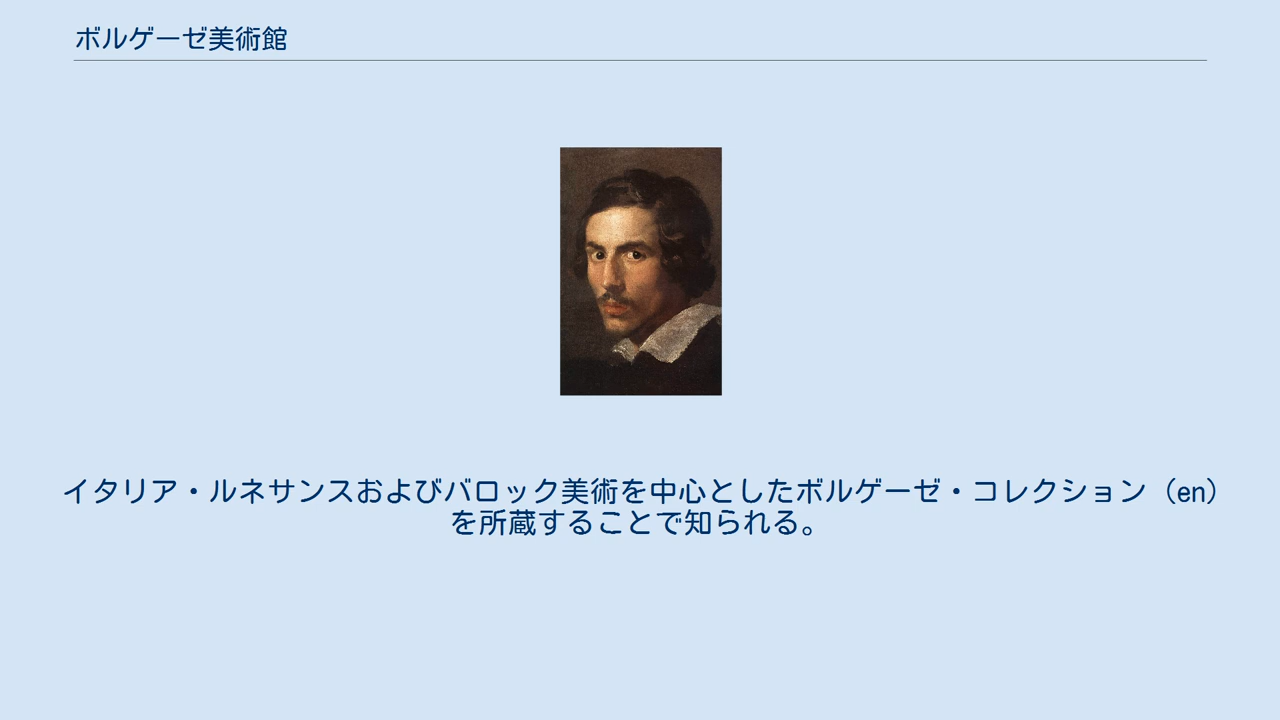 ボルゲーゼ美術館
イタリア・ルネサンスおよびバロック美術を中心としたボルゲーゼ・コレクション（en）
を所蔵することで知られる。